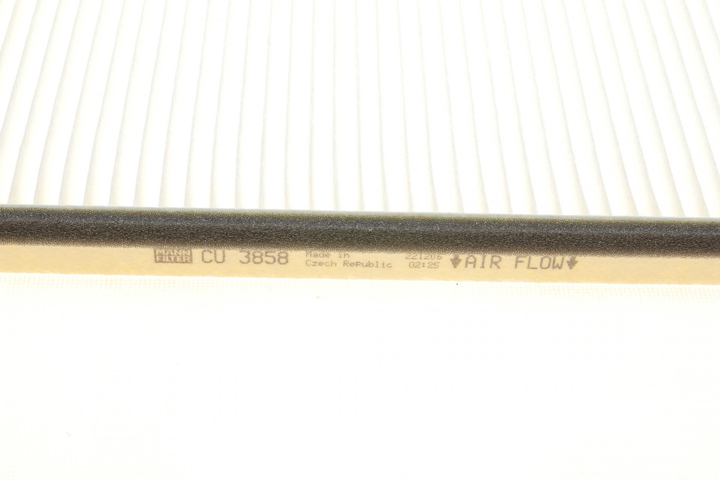 MANN
FILTER
CU 3858
Made in
Czech Republic
221206
02:25
AIR FLOW